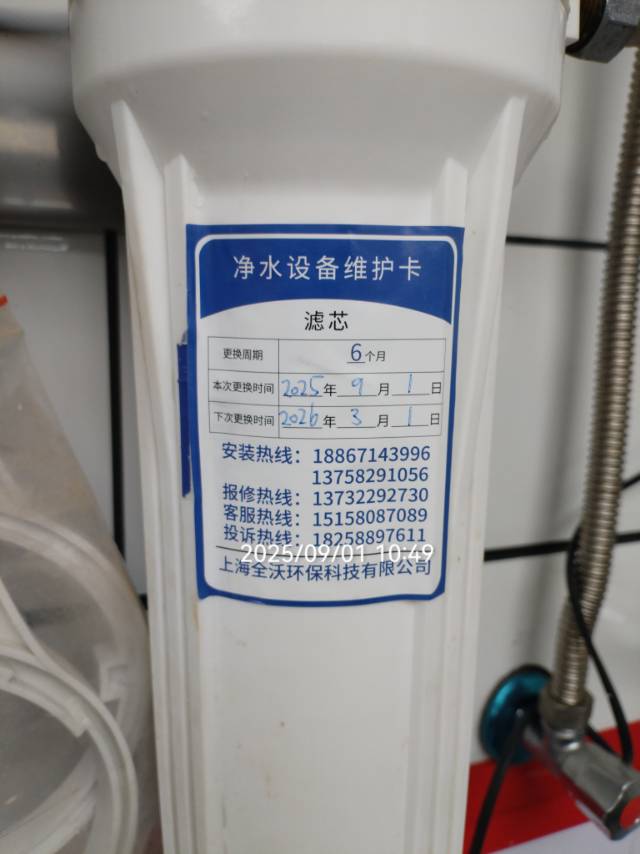 净水设备维护卡
滤芯
更换周期 6个月
本次更换时间 2025年 9 月 1 日
下次更换时间 2026年 3 月 1 日
安装热线：18867143996
13758291056
报修热线：13732292730
客服热线：15158087089
投诉热线：18258897611
2025/09/01 10:49
上海全沃环保科技有限公司